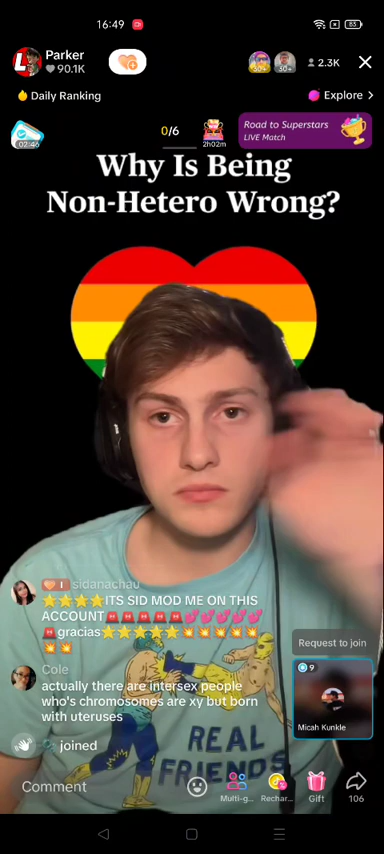 16:49
83
Parker
90.1K
30+
30+
2.3K
Daily Ranking
Explore
02:46
0/6
2h02m
Road to Superstars
LIVE Match
Why Is Being
Non-Hetero Wrong?
I sidanachau
⭐⭐⭐⭐ITS SID MOD ME ON THIS
ACCOUNT🚨🚨🚨🚨🚨💕💕💕💕💕
🚨gracias⭐⭐⭐⭐⭐💥💥💥💥💥
💥💥
Cole
actually there are intersex people
who's chromosomes are xy but born
with uteruses
joined
Request to join
9
Micah Kunkle
REAL
FRIENDS
Comment
Multi-g...
Rechar...
Gift
106